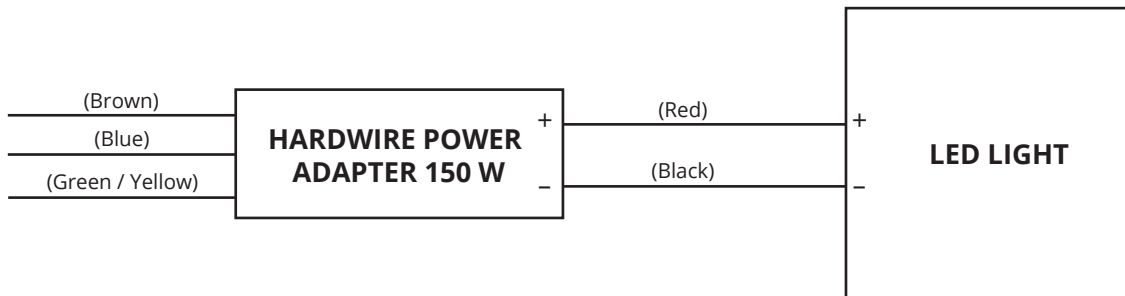 (Brown)
(Blue)
(Green / Yellow)
HARDWIRE POWER
ADAPTER 150 W
+
−
(Red)
(Black)
+
−
LED LIGHT